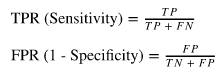 TPR (Sensitivity) = TP / TP + FN
FPR (1 - Specificity) = FP / TN + FP